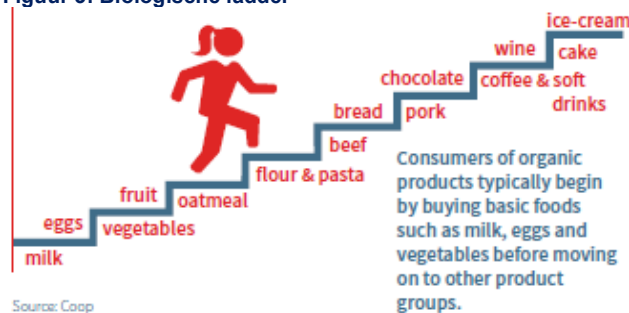 Figuur 3: Biologische ladder
ice-cream
wine
cake
chocolate
coffee & soft
drinks
bread
pork
beef
flour & pasta
fruit
oatmeal
eggs
vegetables
milk
Consumers of organic
products typically begin
by buying basic foods
such as milk, eggs and
vegetables before moving
on to other product
groups.
Source: Coop